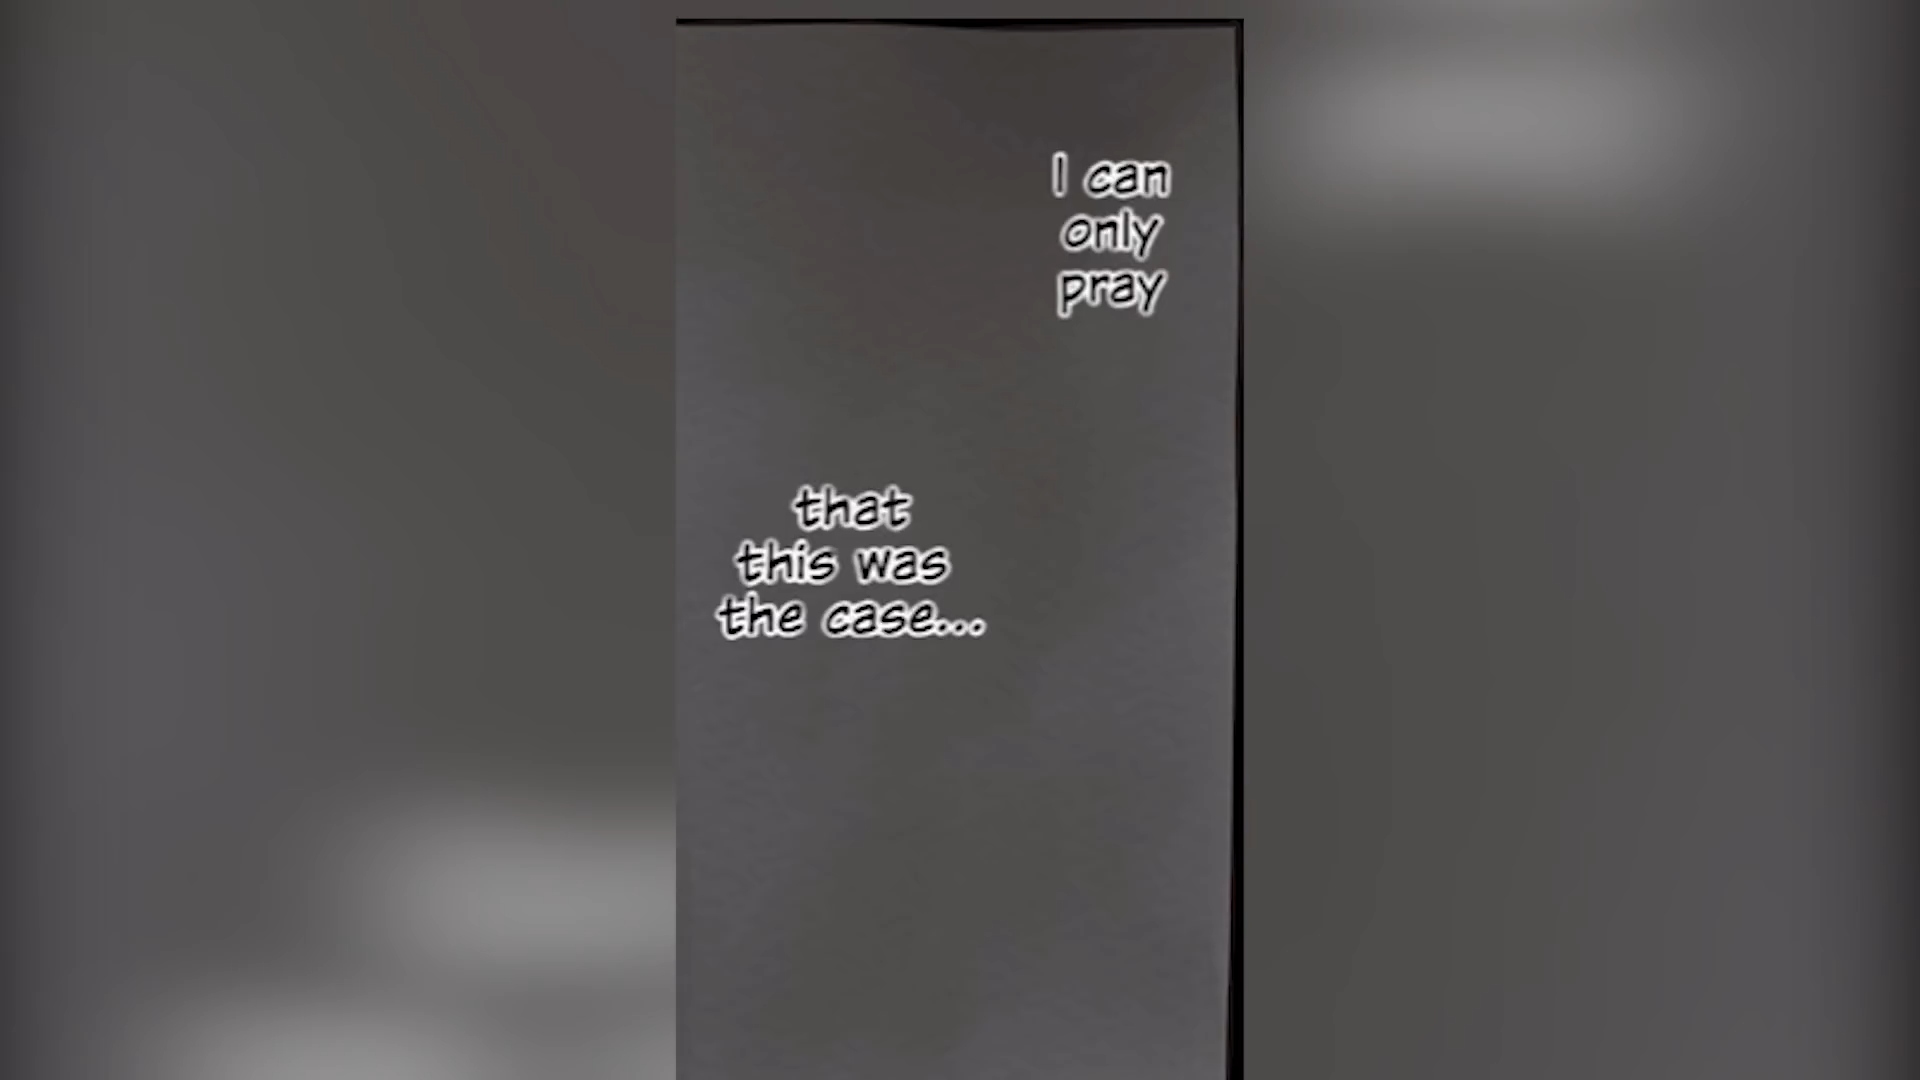 I can
only
pray
that
this was
the case...